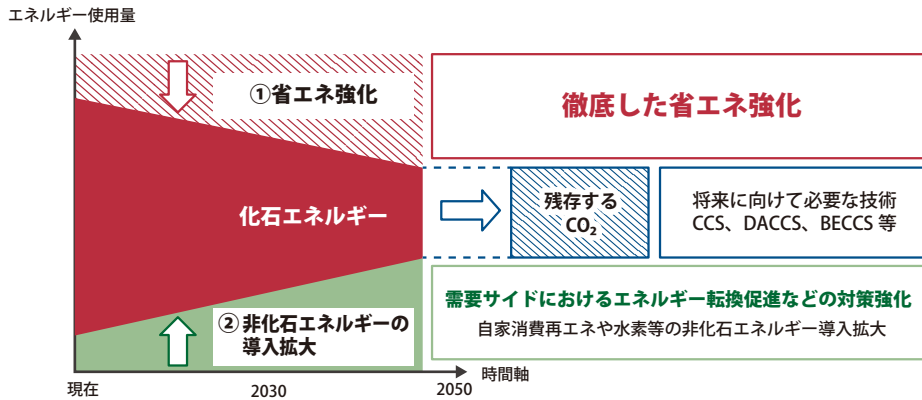 エネルギー使用量
①省エネ強化
徹底した省エネ強化
化石エネルギー
残存する
CO₂
将来に向けて必要な技術
CCS、DACCS、BECCS 等
②非化石エネルギーの
導入拡大
需要サイドにおけるエネルギー転換促進などの対策強化
自家消費再エネや水素等の非化石エネルギー導入拡大
現在
2030
2050
時間軸